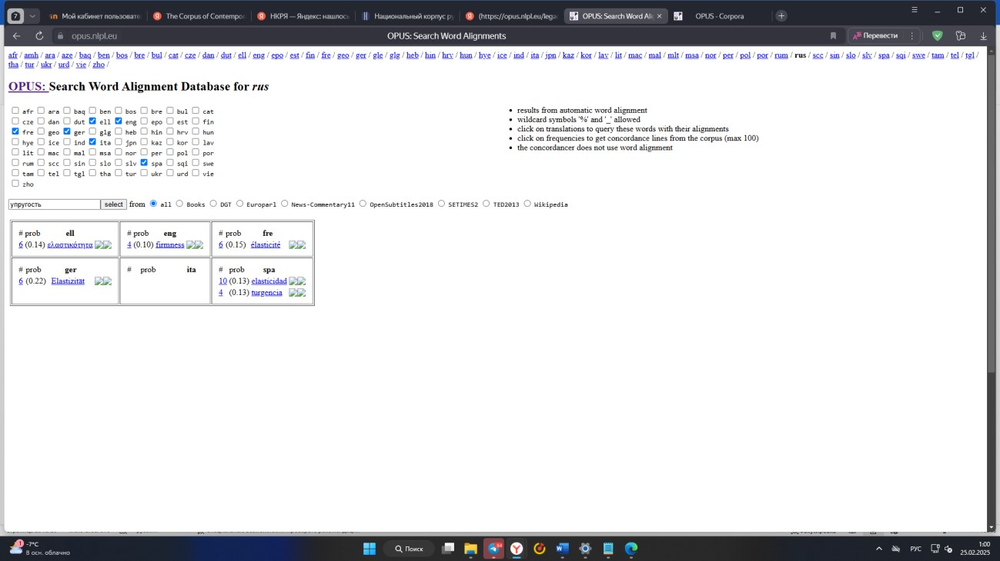 7
Мой кабинет пользовате
The Corpus of Contempor
НКРЯ — Яндекс: нашлось
Национальный корпус ру
(https://opus.nlpl.eu/legac
OPUS: Search Word Alig
OPUS - Corpora
opus.nlpl.eu
OPUS: Search Word Alignments
Перевести
afr / amh / ara / aze / baq / ben / bos / bre / bul / cat / cze / dan / dut / ell / eng / epo / est / fin / fre / geo / ger / gle / glg / heb / hin / hrv / hun / hye / ice / ind / ita / jpn / kaz / kor / lav / lit / mac / mal / mlt / msa / nor / per / pol / por / rum / rus / scc / sin / slo / slv / spa / sqi / swe / tam / tel / tgl /
tha / tur / ukr / urd / vie / zho /
OPUS: Search Word Alignment Database for rus
afr ara baq ben bos bre bul cat
cze dan dut ell eng epo est fin
fre geo ger glg heb hin hrv hun
hye ice ind ita jpn kaz kor lav
lit mac mal msa nor per pol por
rum scc sin slo slv spa sqi swe
tam tel tgl tha tur ukr urd vie
zho
• results from automatic word alignment
• wildcard symbols '%' and '_' allowed
• click on translations to query these words with their alignments
• click on frequencies to get concordance lines from the corpus (max 100)
• the concordancer does not use word alignment
упругость select from all Books DGT Europarl News-Commentary11 OpenSubtitles2018 SETIMES2 TED2013 Wikipedia
# prob ell
6 (0.14) ελαστικότητα
# prob eng
4 (0.10) firmness
# prob fre
6 (0.15) élasticité
# prob ger
6 (0.22) Elastizität
# prob ita
# prob spa
10 (0.13) elasticidad
4 (0.13) turgencia
1
-7°C
В осн. облачно
Поиск
34
РУС
1:00
25.02.2025